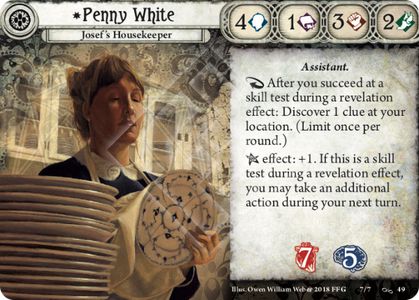 *Penny White
Josef's Housekeeper
4 1 3 2
Assistant.
After you succeed at a
skill test during a revelation
effect: Discover 1 clue at your
location. (Limit once per
round.)
effect: +1. If this is a skill
test during a revelation effect,
you may take an additional
action during your next turn.
7 5
Illus. Owen William Weber © 2018 FFG 7/7 49